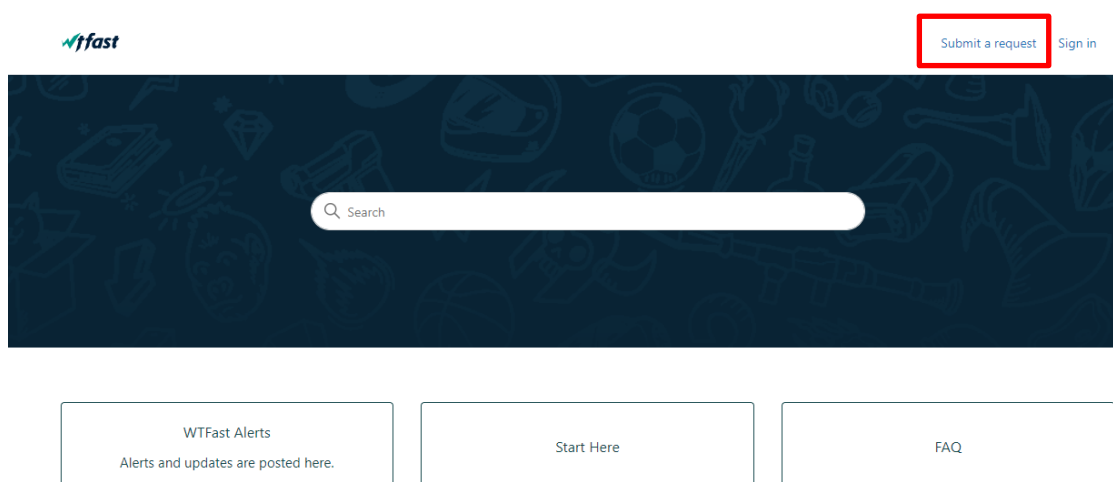 wtfast
Submit a request
Sign in
Search
WTFast Alerts
Alerts and updates are posted here.
Start Here
FAQ